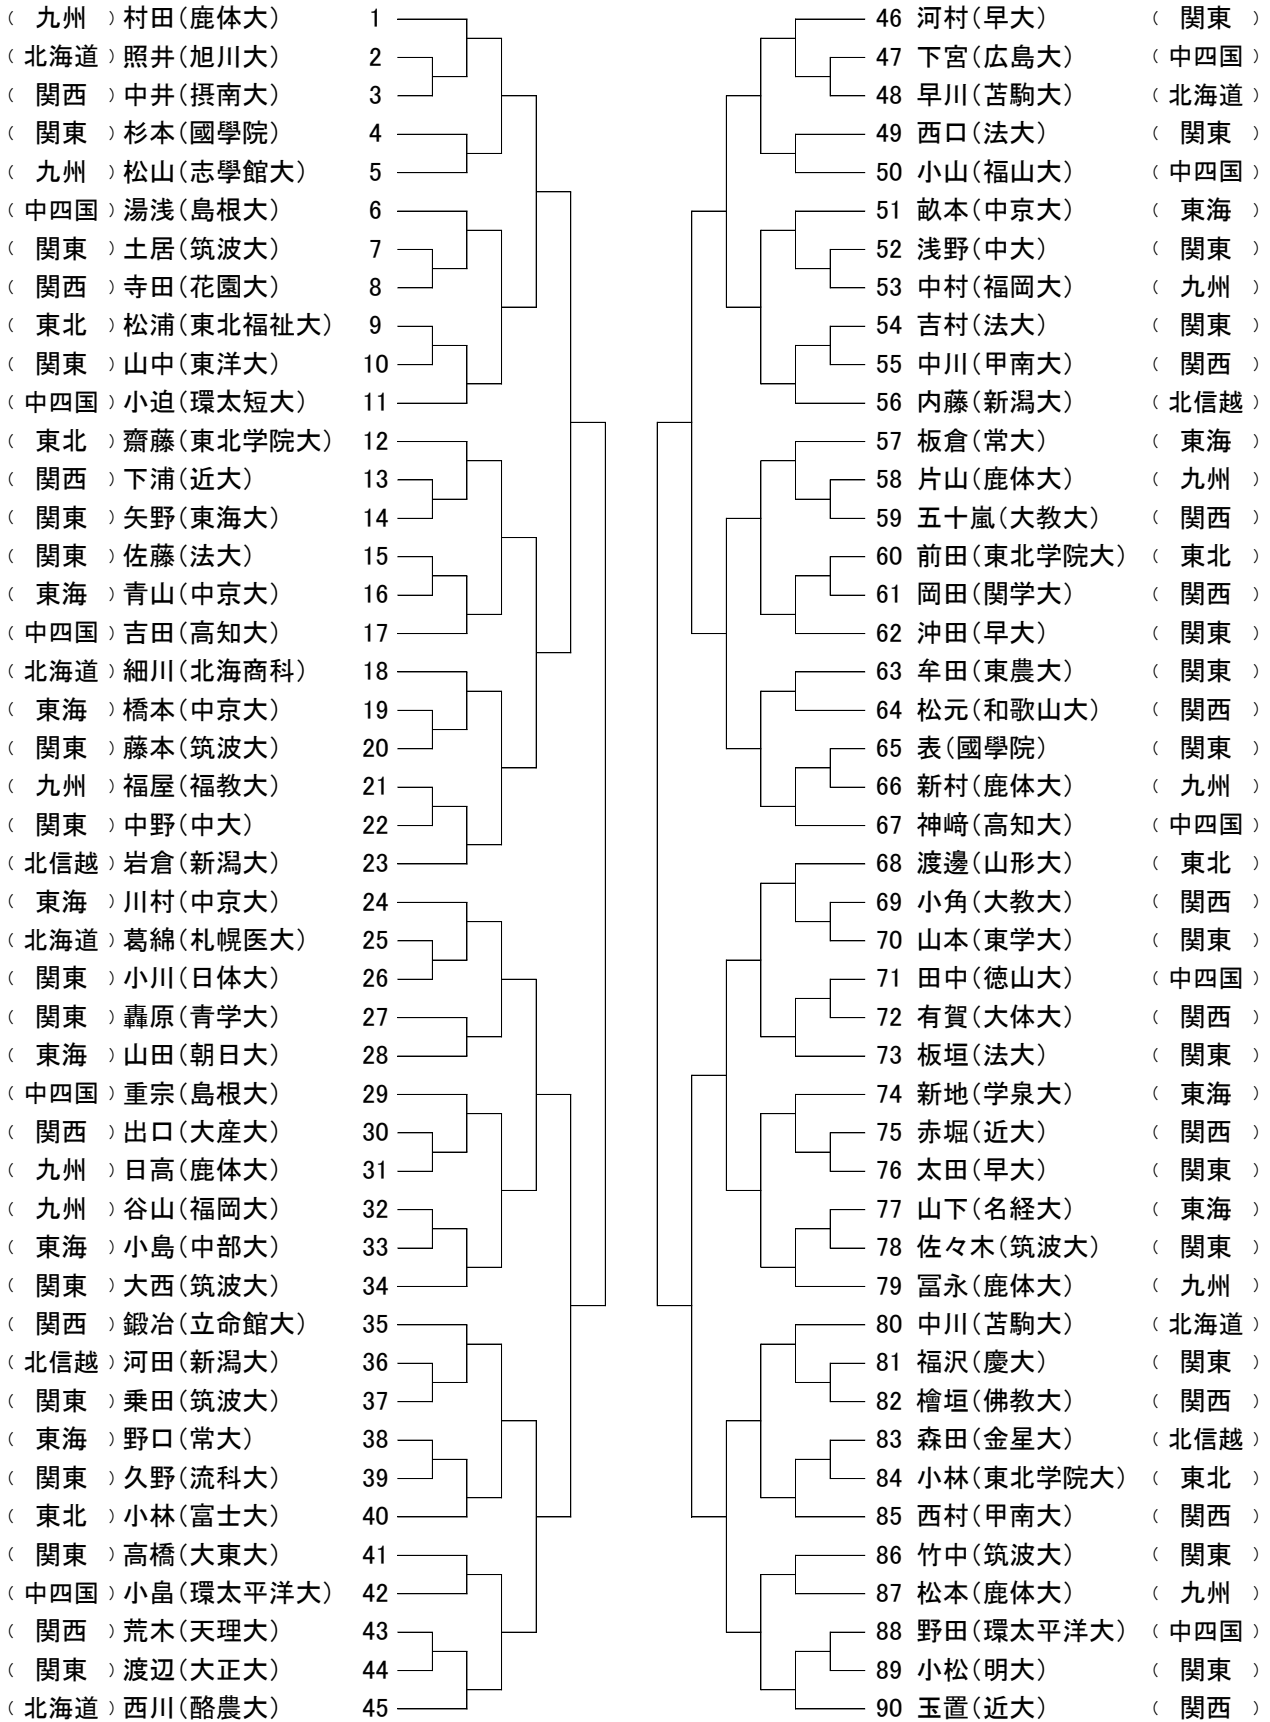 （ 九州 ）村田（鹿体大） 1
（北海道）照井（旭川大） 2
（ 関西 ）中井（摂南大） 3
（ 関東 ）杉本（國學院） 4
（ 九州 ）松山（志學館大） 5
（中四国）湯浅（島根大） 6
（ 関東 ）土居（筑波大） 7
（ 関西 ）寺田（花園大） 8
（ 東北 ）松浦（東北福祉大） 9
（ 関東 ）山中（東洋大） 10
（中四国）小迫（環太短大） 11
（ 東北 ）齋藤（東北学院大） 12
（ 関西 ）下浦（近大） 13
（ 関東 ）矢野（東海大） 14
（ 関東 ）佐藤（法大） 15
（ 東海 ）青山（中京大） 16
（中四国）吉田（高知大） 17
（北海道）細川（北海商科） 18
（ 東海 ）橋本（中京大） 19
（ 関東 ）藤本（筑波大） 20
（ 九州 ）福屋（福教大） 21
（ 関東 ）中野（中大） 22
（北信越）岩倉（新潟大） 23
（ 東海 ）川村（中京大） 24
（北海道）葛綿（札幌医大） 25
（ 関東 ）小川（日体大） 26
（ 関東 ）轟原（青学大） 27
（ 東海 ）山田（朝日大） 28
（中四国）重宗（島根大） 29
（ 関西 ）出口（大産大） 30
（ 九州 ）日高（鹿体大） 31
（ 九州 ）谷山（福岡大） 32
（ 東海 ）小島（中部大） 33
（ 関東 ）大西（筑波大） 34
（ 関西 ）鍛冶（立命館大） 35
（北信越）河田（新潟大） 36
（ 関東 ）乗田（筑波大） 37
（ 東海 ）野口（常大） 38
（ 関東 ）久野（流科大） 39
（ 東北 ）小林（富士大） 40
（ 関東 ）高橋（大東大） 41
（中四国）小畠（環太平洋大） 42
（ 関西 ）荒木（天理大） 43
（ 関東 ）渡辺（大正大） 44
（北海道）西川（酪農大） 45
46 河村（早大） （ 関東 ）
47 下宮（広島大） （中四国）
48 早川（苫駒大） （北海道）
49 西口（法大） （ 関東 ）
50 小山（福山大） （中四国）
51 畝本（中京大） （ 東海 ）
52 浅野（中大） （ 関東 ）
53 中村（福岡大） （ 九州 ）
54 吉村（法大） （ 関東 ）
55 中川（甲南大） （ 関西 ）
56 内藤（新潟大） （北信越）
57 板倉（常大） （ 東海 ）
58 片山（鹿体大） （ 九州 ）
59 五十嵐（大教大） （ 関西 ）
60 前田（東北学院大） （ 東北 ）
61 岡田（関学大） （ 関西 ）
62 沖田（早大） （ 関東 ）
63 牟田（東農大） （ 関東 ）
64 松元（和歌山大） （ 関西 ）
65 表（國學院） （ 関東 ）
66 新村（鹿体大） （ 九州 ）
67 神﨑（高知大） （中四国）
68 渡邊（山形大） （ 東北 ）
69 小角（大教大） （ 関西 ）
70 山本（東学大） （ 関東 ）
71 田中（徳山大） （中四国）
72 有賀（大体大） （ 関西 ）
73 板垣（法大） （ 関東 ）
74 新地（学泉大） （ 東海 ）
75 赤堀（近大） （ 関西 ）
76 太田（早大） （ 関東 ）
77 山下（名経大） （ 東海 ）
78 佐々木（筑波大） （ 関東 ）
79 冨永（鹿体大） （ 九州 ）
80 中川（苫駒大） （北海道）
81 福沢（慶大） （ 関東 ）
82 檜垣（佛教大） （ 関西 ）
83 森田（金星大） （北信越）
84 小林（東北学院大） （ 東北 ）
85 西村（甲南大） （ 関西 ）
86 竹中（筑波大） （ 関東 ）
87 松本（鹿体大） （ 九州 ）
88 野田（環太平洋大） （中四国）
89 小松（明大） （ 関東 ）
90 玉置（近大） （ 関西 ）